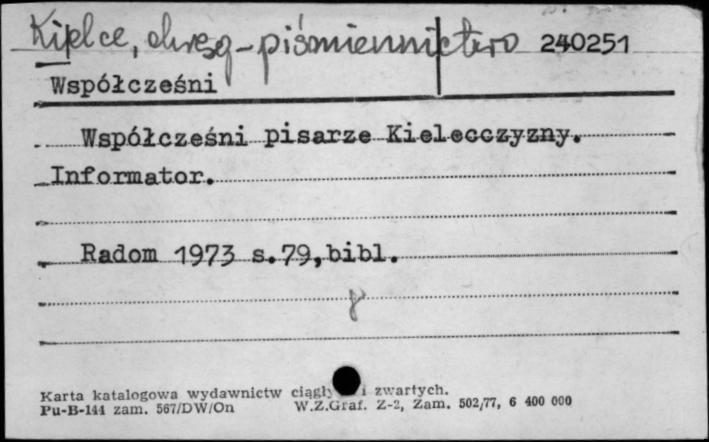 Kielce, okręg - piśmiennictwo 240251
Współcześni
Współcześni pisarze Kielecczyzny.
Informator.
Radom 1973 s.79,bibl.
Karta katalogowa wydawnictw ciągły i zwartych.
Pu-B-144 zam. 567/DW/On W.Z.Graf. Z-2, Zam. 502/77, 6 400 000